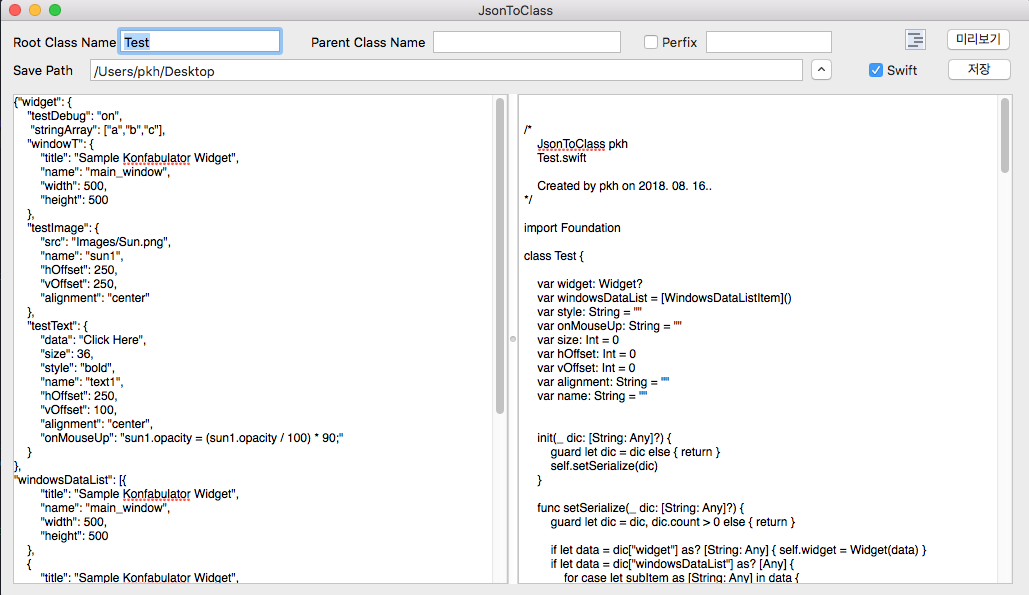 JsonToClass
Root Class Name Test Parent Class Name Perfix 미리보기
Save Path /Users/pkh/Desktop Swift 저장
{"widget": {
"testDebug": "on",
"stringArray": ["a","b","c"],
"windowT": {
"title": "Sample Konfabulator Widget",
"name": "main_window",
"width": 500,
"height": 500
},
"testImage": {
"src": "Images/Sun.png",
"name": "sun1",
"hOffset": 250,
"vOffset": 250,
"alignment": "center"
},
"testText": {
"data": "Click Here",
"size": 36,
"style": "bold",
"name": "text1",
"hOffset": 250,
"vOffset": 100,
"alignment": "center",
"onMouseUp": "sun1.opacity = (sun1.opacity / 100) * 90;"
}
},
"windowsDataList": [{
"title": "Sample Konfabulator Widget",
"name": "main_window",
"width": 500,
"height": 500
},
{
"title": "Sample Konfabulator Widget",
/*
JsonToClass pkh
Test.swift
Created by pkh on 2018. 08. 16..
*/
import Foundation
class Test {
var widget: Widget?
var windowsDataList = [WindowsDataListItem]()
var style: String = ""
var onMouseUp: String = ""
var size: Int = 0
var hOffset: Int = 0
var vOffset: Int = 0
var alignment: String = ""
var name: String = ""
init(_ dic: [String: Any]?) {
guard let dic = dic else { return }
self.setSerialize(dic)
}
func setSerialize(_ dic: [String: Any]?) {
guard let dic = dic, dic.count > 0 else { return }
if let data = dic["widget"] as? [String: Any] { self.widget = Widget(data) }
if let data = dic["windowsDataList"] as? [Any] {
for case let subItem as [String: Any] in data {